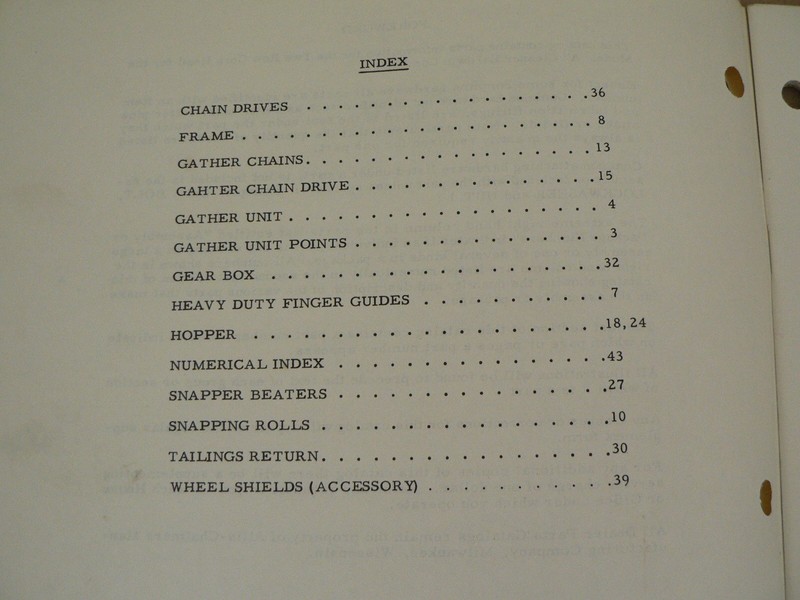 INDEX
CHAIN DRIVES . . . . . . . . . . . . . . . . . . 36
FRAME . . . . . . . . . . . . . . . . . . . . . . 8
GATHER CHAINS . . . . . . . . . . . . . . . . . . 13
GAHTER CHAIN DRIVE . . . . . . . . . . . . . . . 15
GATHER UNIT . . . . . . . . . . . . . . . . . . . 4
GATHER UNIT POINTS . . . . . . . . . . . . . . . 3
GEAR BOX . . . . . . . . . . . . . . . . . . . . 32
HEAVY DUTY FINGER GUIDES . . . . . . . . . . . . 7
HOPPER . . . . . . . . . . . . . . . . . . . . . 18,24
NUMERICAL INDEX . . . . . . . . . . . . . . . . . 43
SNAPPER BEATERS . . . . . . . . . . . . . . . . . 27
SNAPPING ROLLS . . . . . . . . . . . . . . . . . 10
TAILINGS RETURN . . . . . . . . . . . . . . . . . 30
WHEEL SHIELDS (ACCESSORY) . . . . . . . . . . . . 39